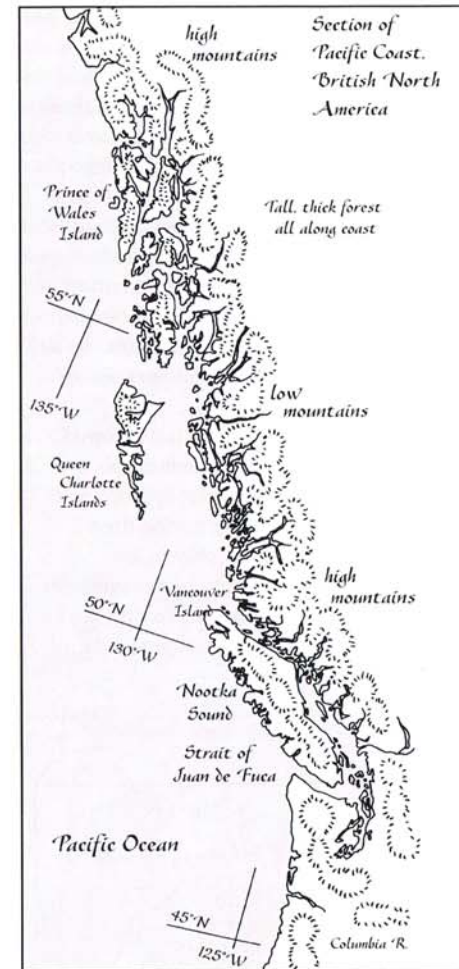 Section of
Pacific Coast,
British North
America
high
mountains
Prince of
Wales
Island
Tall, thick forest
all along coast
55°N
135°W
low
mountains
Queen
Charlotte
Islands
Vancouver
Island
50°N
130°W
high
mountains
Nootka
Sound
Strait of
Juan de Fuca
Pacific Ocean
45°N
125°W
Columbia R.